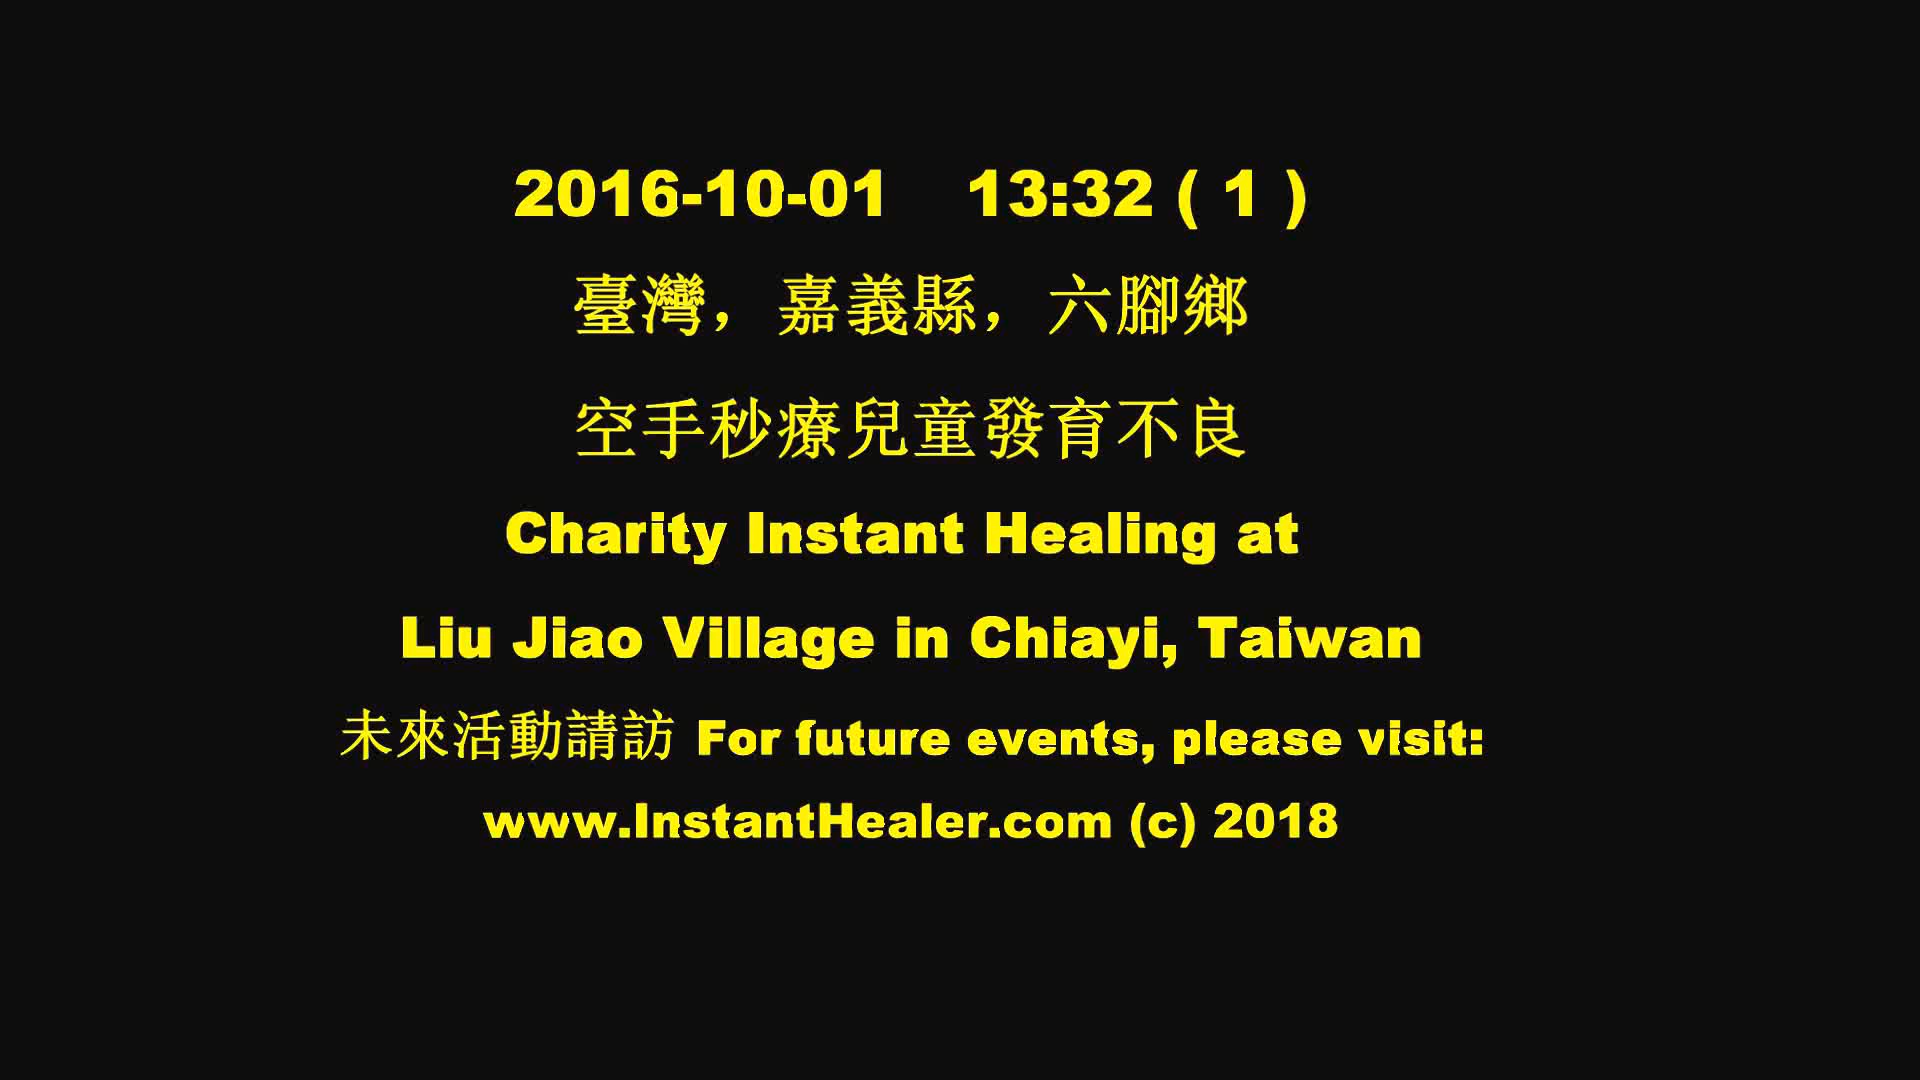 2016-10-01 13:32 ( 1 )
臺灣，嘉義縣，六腳鄉
空手秒療兒童發育不良
Charity Instant Healing at
Liu Jiao Village in Chiayi, Taiwan
未來活動請訪 For future events, please visit:
www.InstantHealer.com (c) 2018